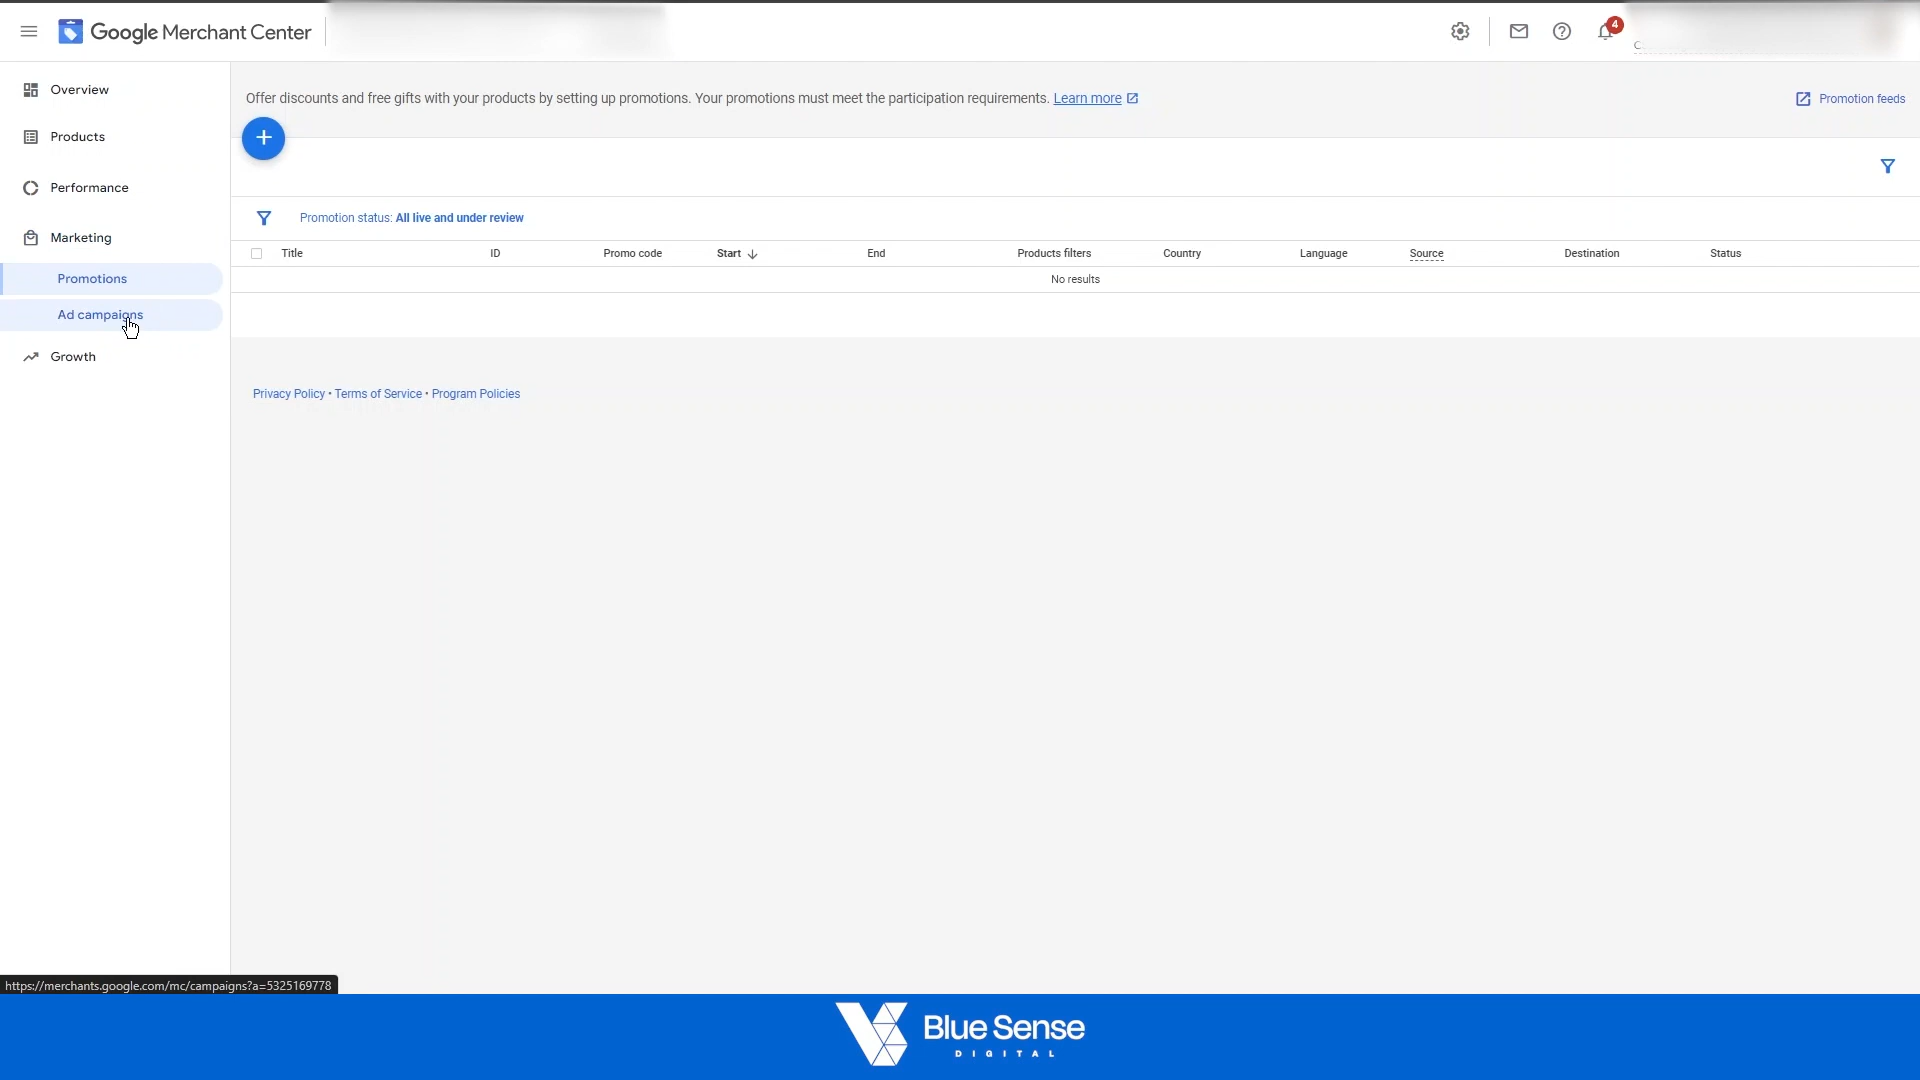 Google Merchant Center
4
Overview
Products
Performance
Marketing
Promotions
Ad campaigns
Growth
Offer discounts and free gifts with your products by setting up promotions. Your promotions must meet the participation requirements. Learn more
Promotion feeds
Promotion status: All live and under review
Title ID Promo code Start End Products filters Country Language Source Destination Status
No results
Privacy Policy • Terms of Service • Program Policies
https://merchants.google.com/mc/campaigns?a=5325169778
Blue Sense
DIGITAL